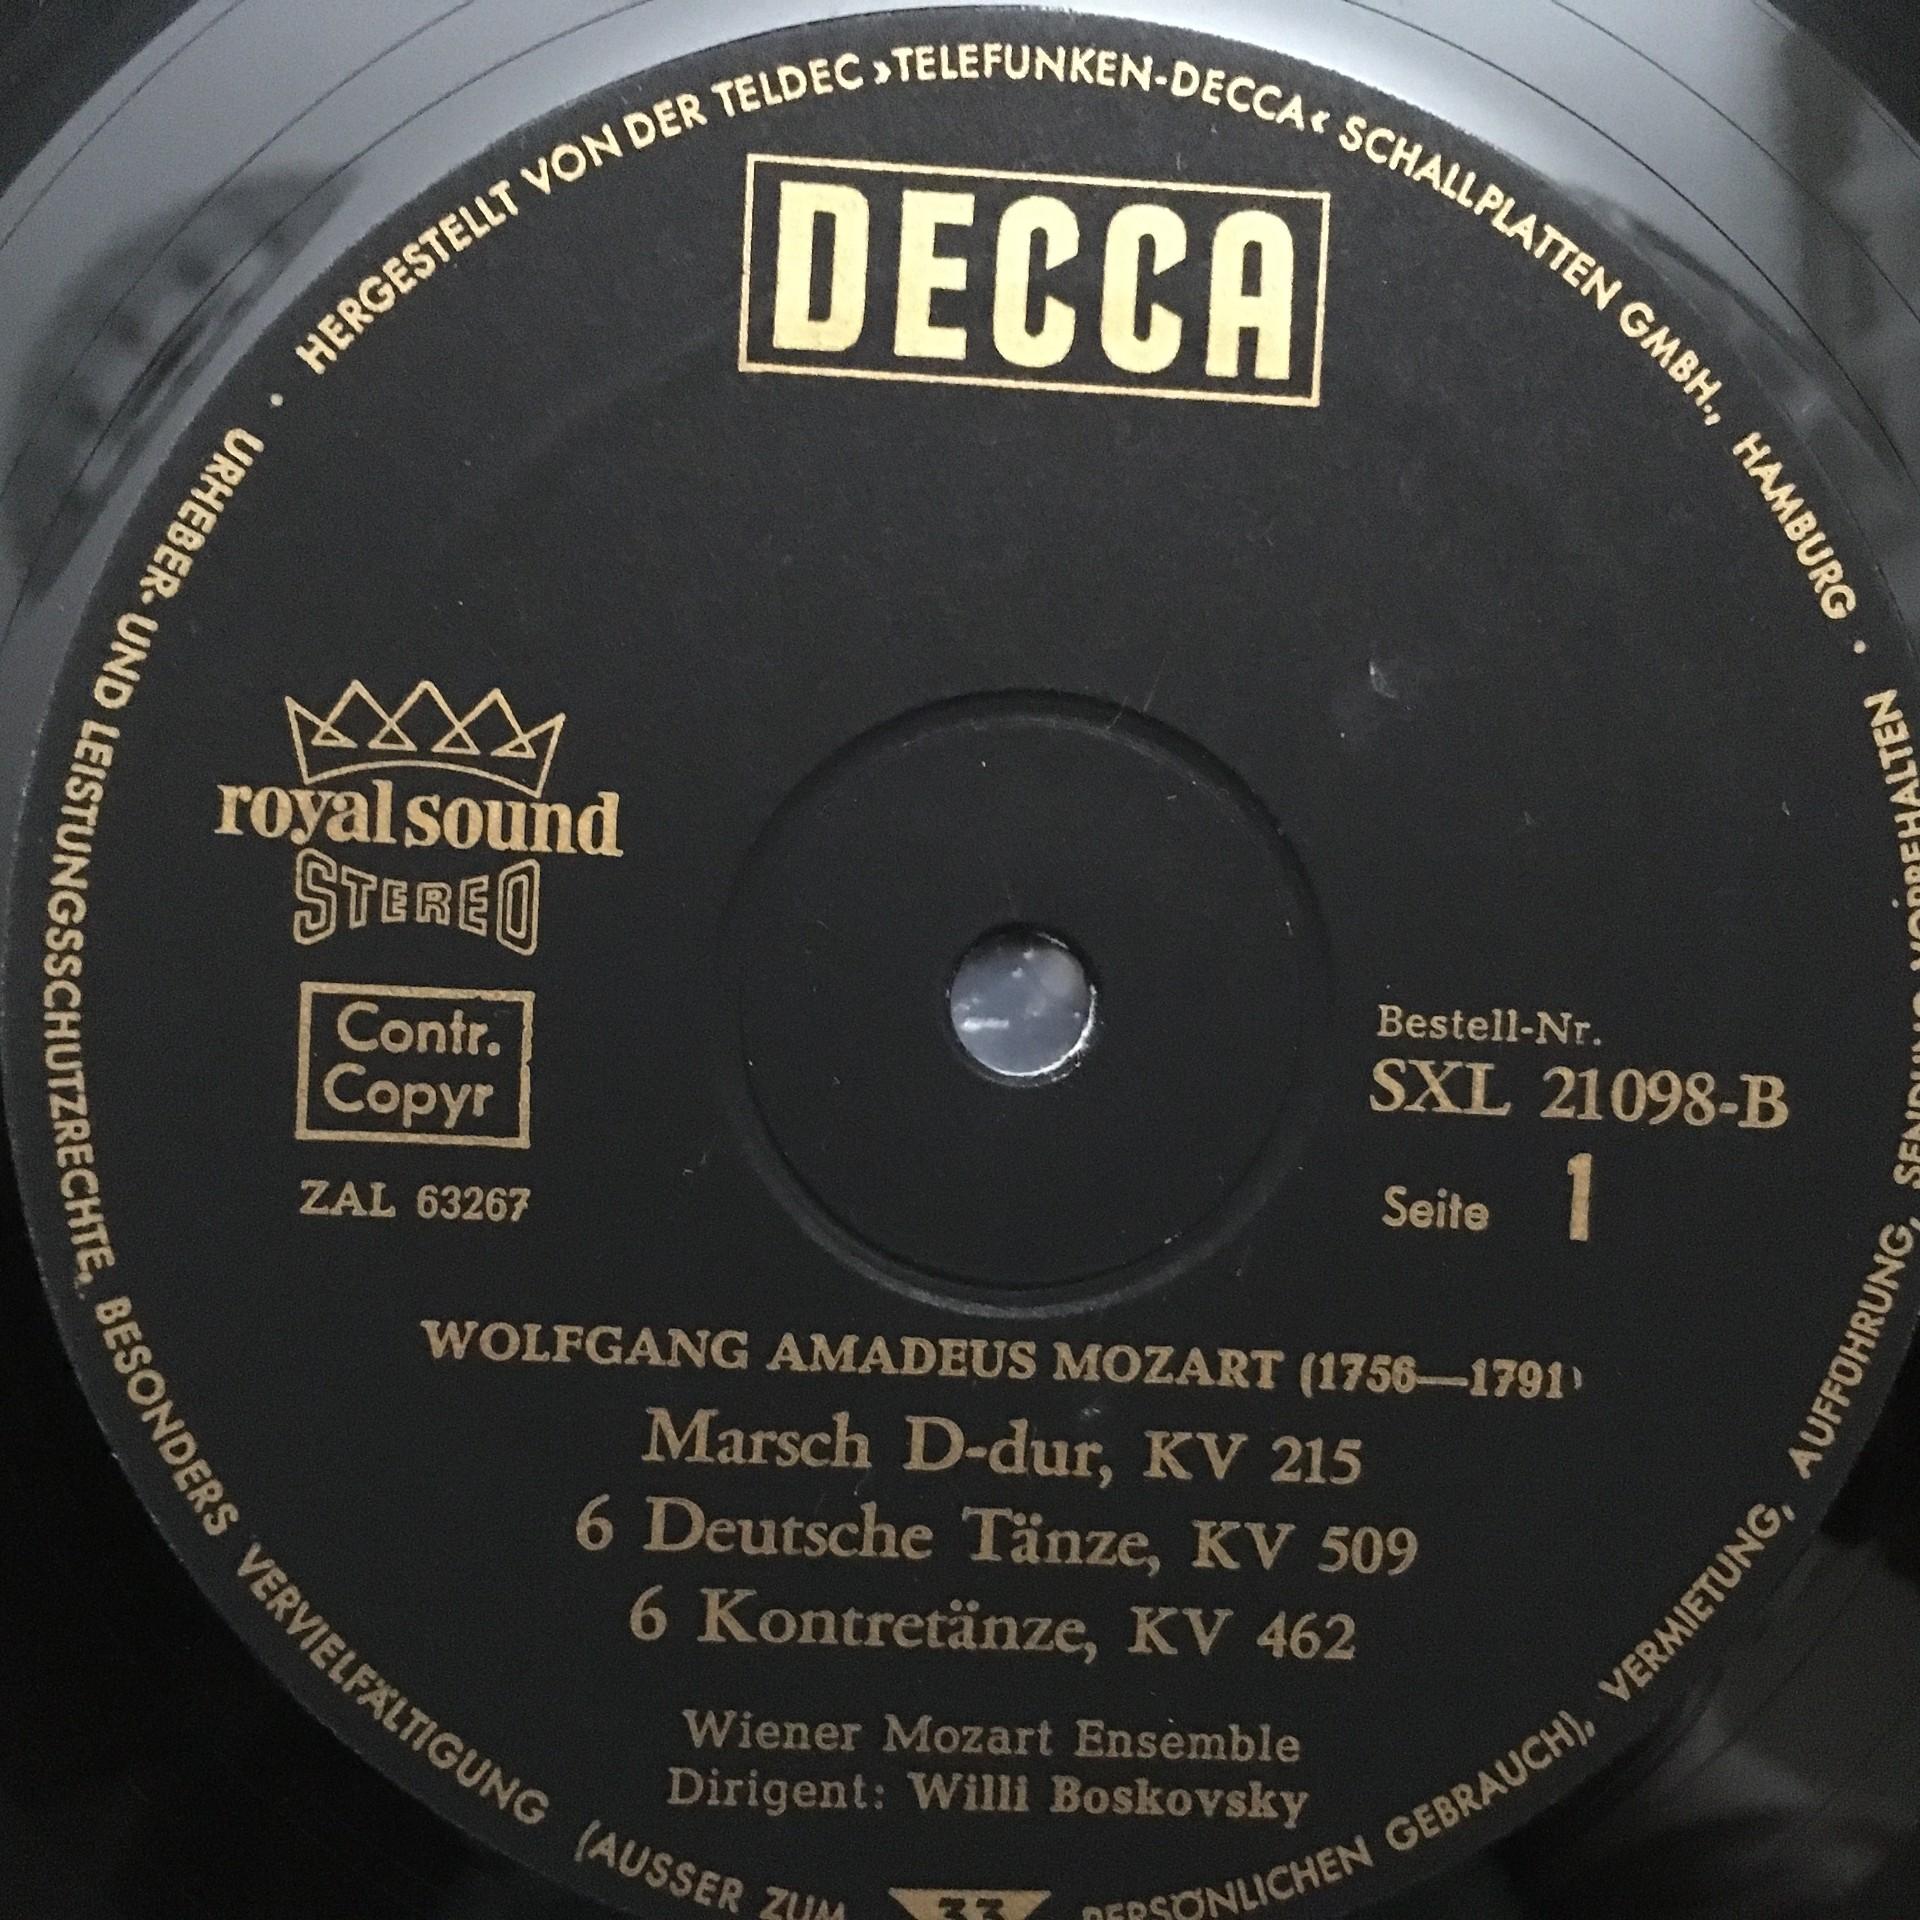 HERGESTELLT VON DER TELDEC »TELEFUNKEN-DECCA« SCHALLPLATTEN GMBH., HAMBURG ·
DECCA
royal sound
STEREO
Contr.
Copyr
ZAL 63267
Bestell-Nr.
SXL 21098-B
Seite 1
WOLFGANG AMADEUS MOZART (1756—1791)
Marsch D-dur, KV 215
6 Deutsche Tänze, KV 509
6 Kontretänze, KV 462
Wiener Mozart Ensemble
Dirigent: Willi Boskovsky
33
· URHEBER- UND LEISTUNGSSCHUTZRECHTE, BESONDERS VERVIELFÄLTIGUNG (AUSSER ZUM PERSÖNLICHEN GEBRAUCH), VERMIETUNG, AUFFÜHRUNG, SENDUNG VORBEHALTEN